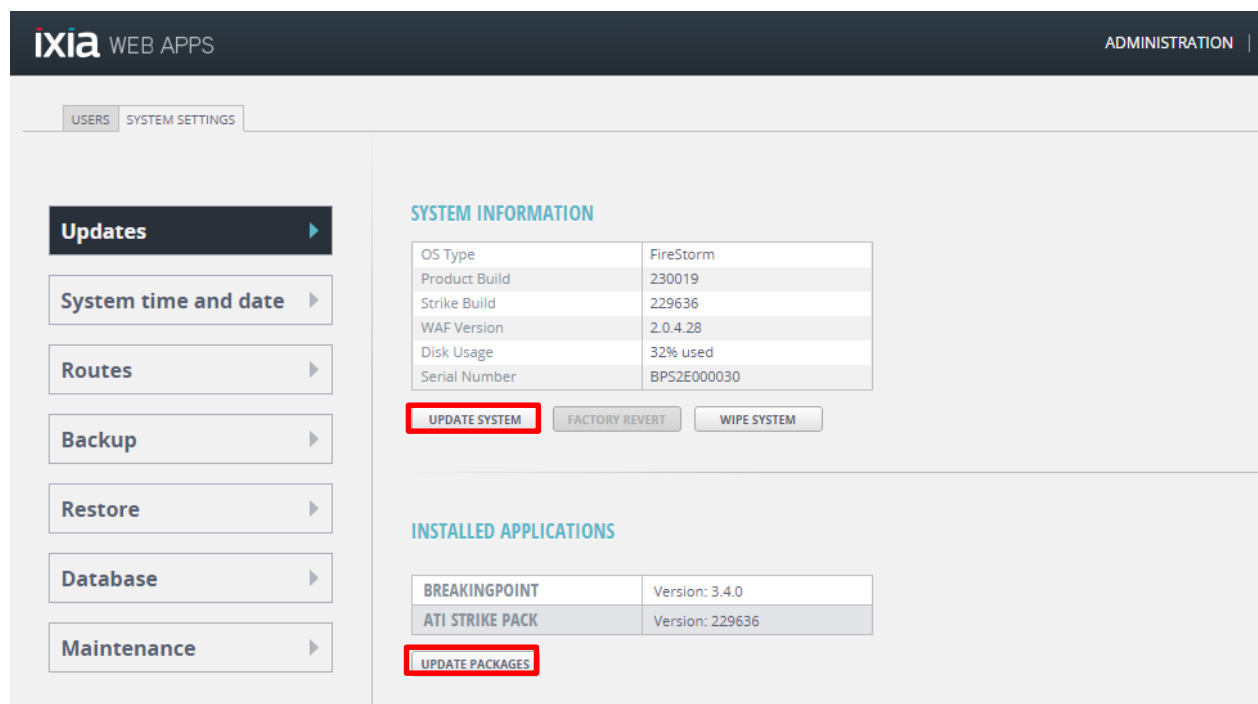 ixia WEB APPS
ADMINISTRATION |
USERS SYSTEM SETTINGS
Updates
System time and date
Routes
Backup
Restore
Database
Maintenance
SYSTEM INFORMATION
OS Type FireStorm
Product Build 230019
Strike Build 229636
WAF Version 2.0.4.28
Disk Usage 32% used
Serial Number BPS2E000030
UPDATE SYSTEM FACTORY REVERT WIPE SYSTEM
INSTALLED APPLICATIONS
BREAKINGPOINT Version: 3.4.0
ATI STRIKE PACK Version: 229636
UPDATE PACKAGES